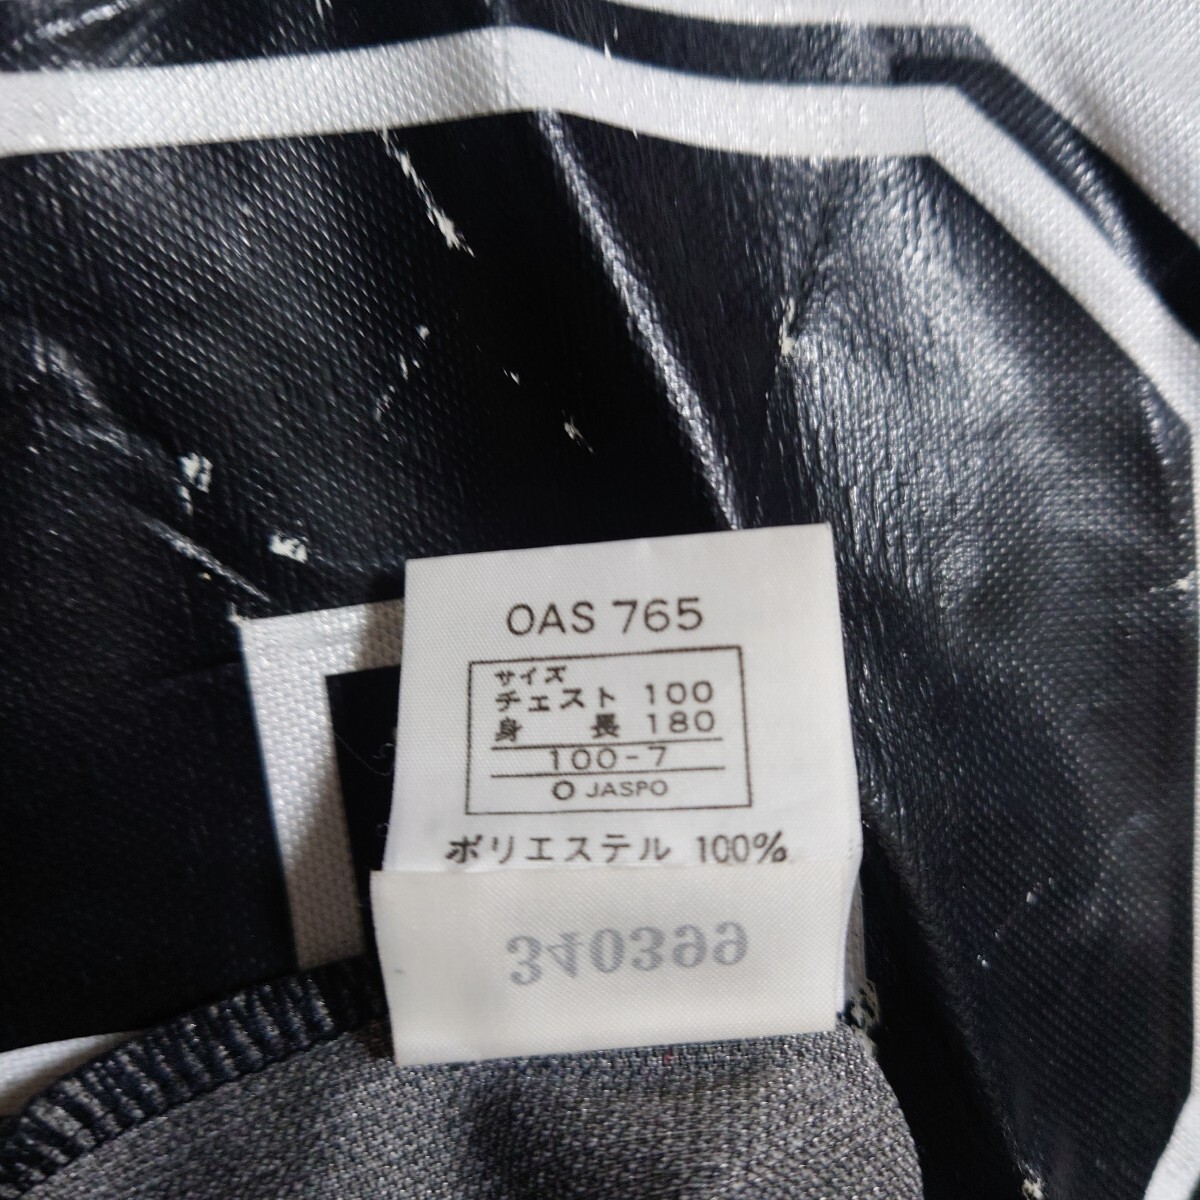 OAS 765
サイズ
チェスト 100
身長 180
100-7
O JASPO
ポリエステル 100%
340399